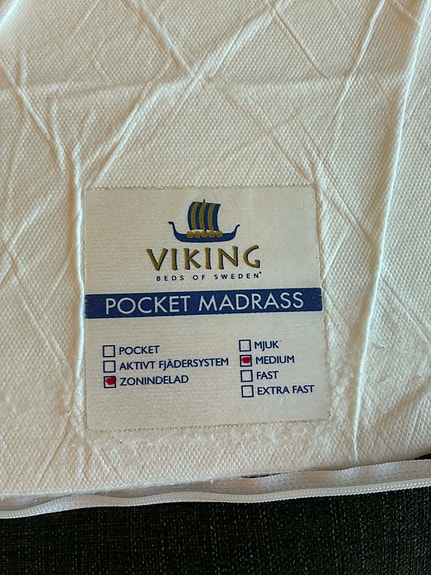 VIKING
BEDS OF SWEDEN
POCKET MADRASS
POCKET
AKTIVT FJÄDERSYSTEM
ZONINDELAD
MJUK
MEDIUM
FAST
EXTRA FAST